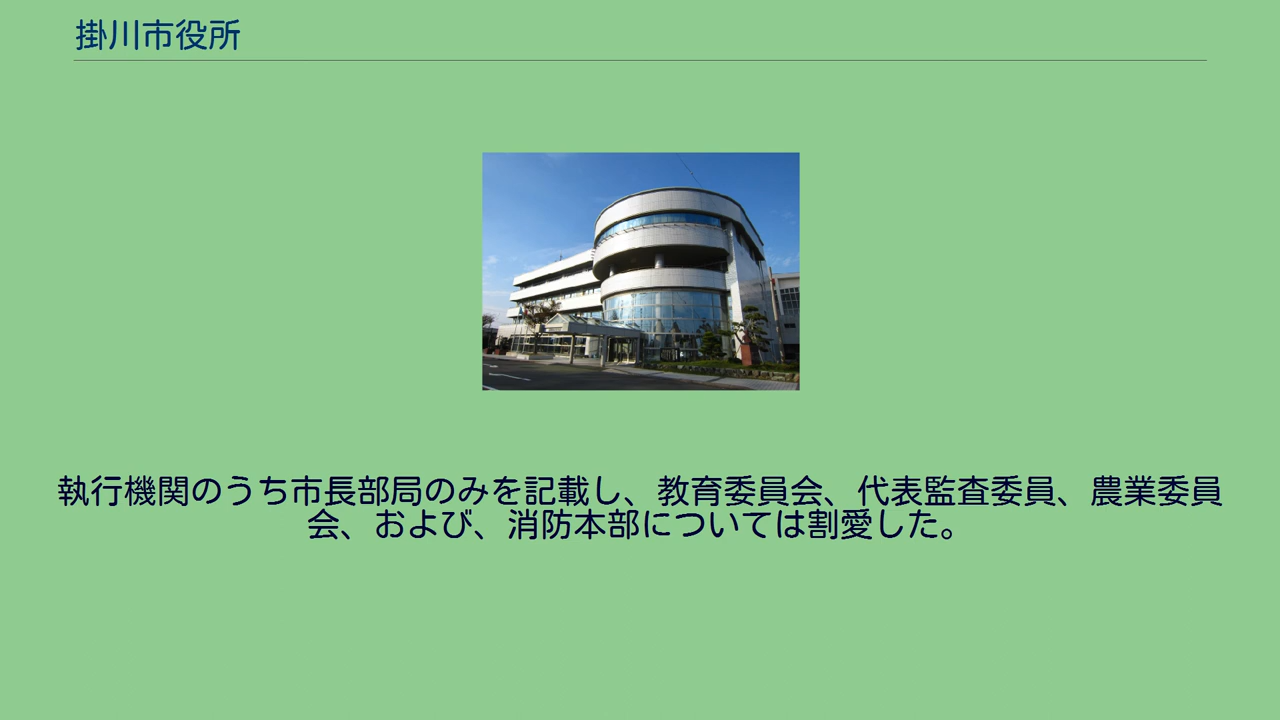 掛川市役所
執行機関のうち市長部局のみを記載し、教育委員会、代表監査委員、農業委員
会、および、消防本部については割愛した。